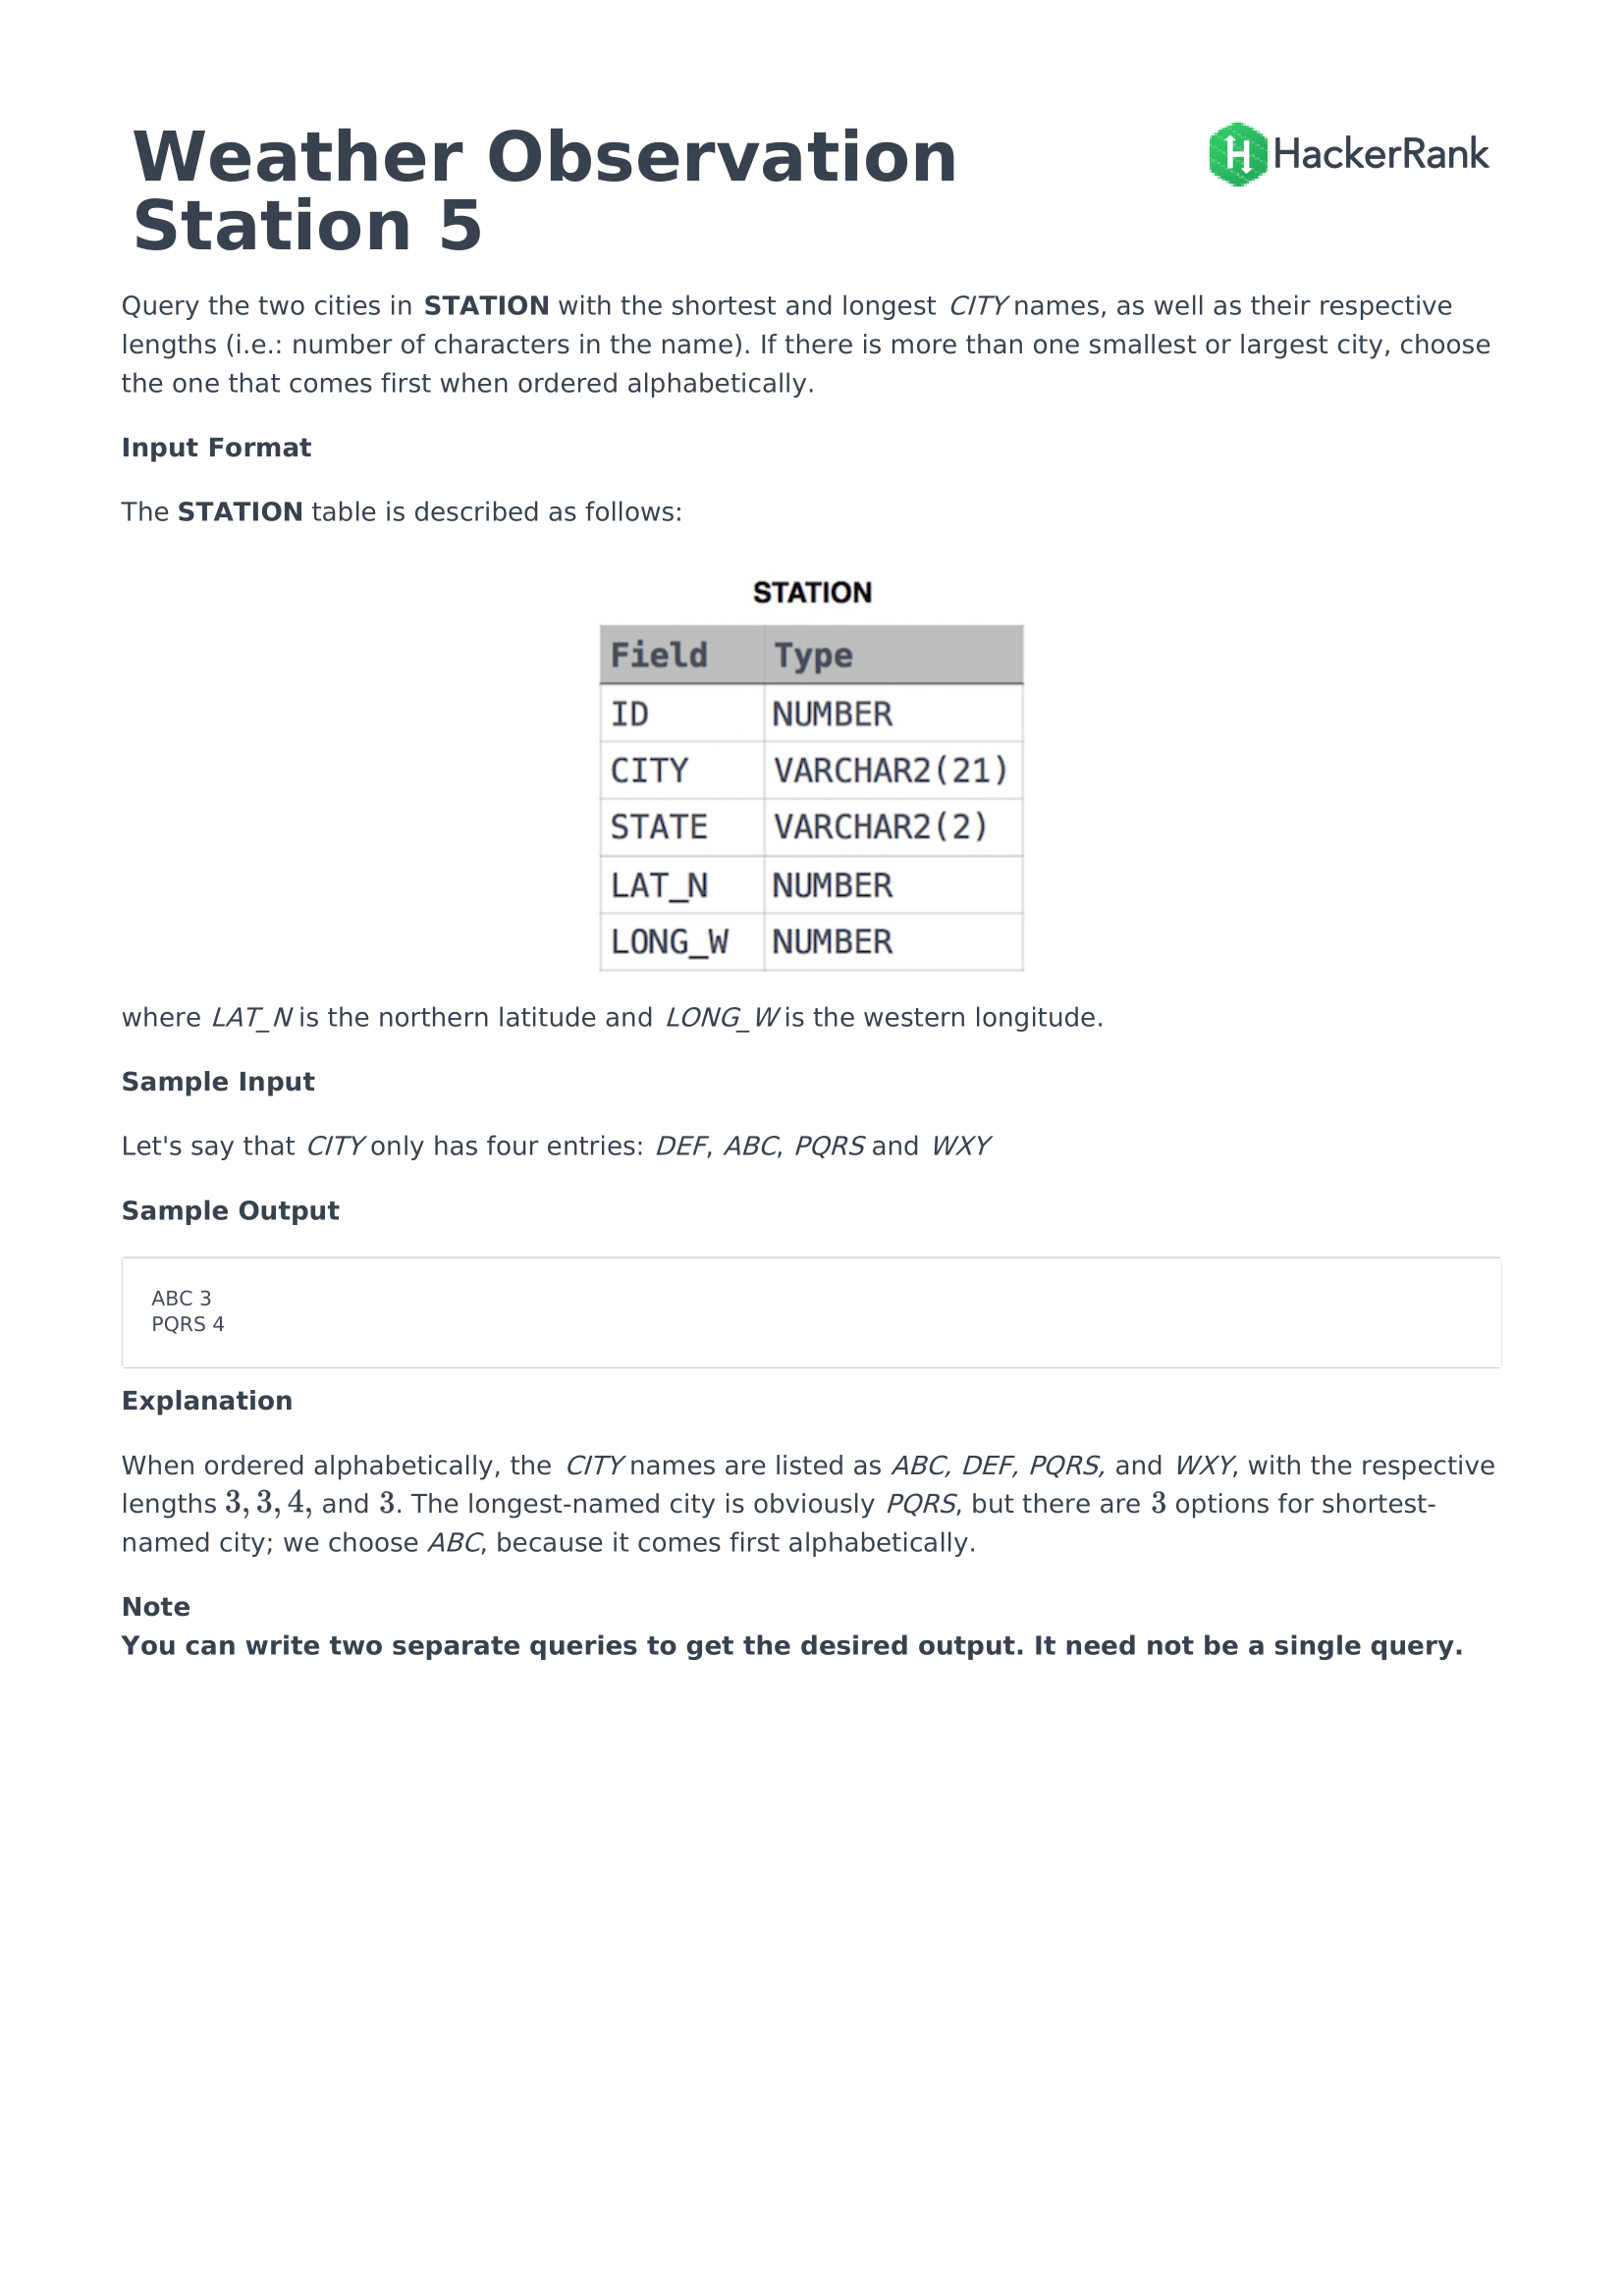 Weather Observation
Station 5
HackerRank
Query the two cities in STATION with the shortest and longest CITY names, as well as their respective
lengths (i.e.: number of characters in the name). If there is more than one smallest or largest city, choose
the one that comes first when ordered alphabetically.
Input Format
The STATION table is described as follows:
STATION
Field Type
ID NUMBER
CITY VARCHAR2(21)
STATE VARCHAR2(2)
LAT_N NUMBER
LONG_W NUMBER
where LAT_N is the northern latitude and LONG_W is the western longitude.
Sample Input
Let's say that CITY only has four entries: DEF, ABC, PQRS and WXY
Sample Output
ABC 3
PQRS 4
Explanation
When ordered alphabetically, the CITY names are listed as ABC, DEF, PQRS, and WXY, with the respective
lengths 3, 3, 4, and 3. The longest-named city is obviously PQRS, but there are 3 options for shortest-
named city; we choose ABC, because it comes first alphabetically.
Note
You can write two separate queries to get the desired output. It need not be a single query.